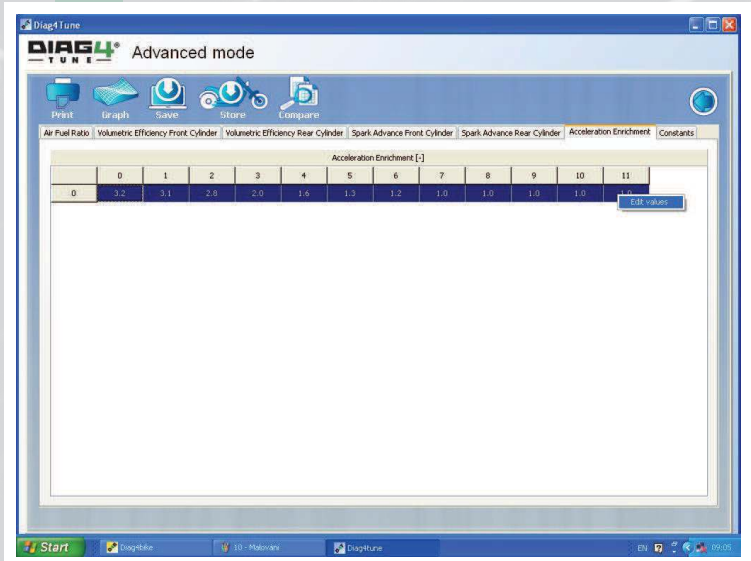 Diag4Tune
DIAG4® TUNE Advanced mode
Print Graph Save Store Compare
Air Fuel Ratio Volumetric Efficiency Front Cylinder Volumetric Efficiency Rear Cylinder Spark Advance Front Cylinder Spark Advance Rear Cylinder Acceleration Enrichment Constants
Acceleration Enrichment [-]
0 1 2 3 4 5 6 7 8 9 10 11
0 3.2 3.1 2.8 2.0 1.6 1.3 1.2 1.0 1.0 1.0 1.0 1.0
Edit values
Start Diag4bike 10 - Malování Diag4tune EN 09:05